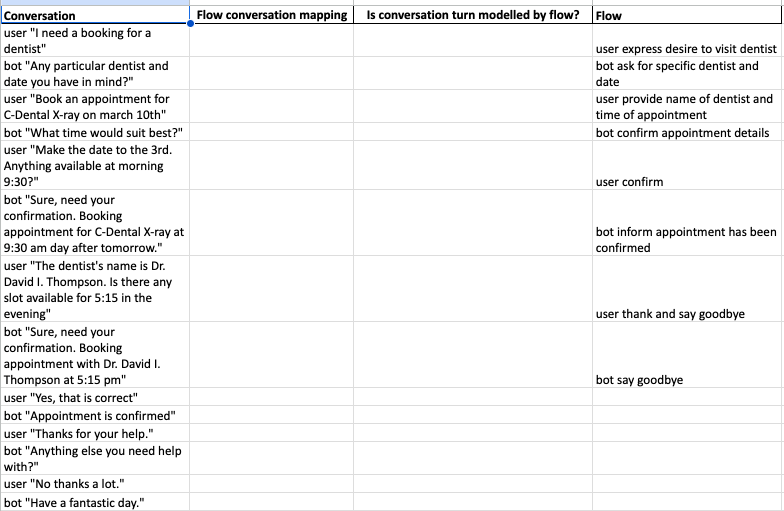 Conversation Flow conversation mapping Is conversation turn modelled by flow? Flow
user "I need a booking for a
dentist" user express desire to visit dentist
bot "Any particular dentist and
date you have in mind?" bot ask for specific dentist and
date
user "Book an appointment for
C-Dental X-ray on march 10th" user provide name of dentist and
time of appointment
bot "What time would suit best?" bot confirm appointment details
user "Make the date to the 3rd.
Anything available at morning
9:30?" user confirm
bot "Sure, need your
confirmation. Booking
appointment for C-Dental X-ray at
9:30 am day after tomorrow." bot inform appointment has been
confirmed
user "The dentist's name is Dr.
David I. Thompson. Is there any
slot available for 5:15 in the
evening" user thank and say goodbye
bot "Sure, need your
confirmation. Booking
appointment with Dr. David I.
Thompson at 5:15 pm" bot say goodbye
user "Yes, that is correct"
bot "Appointment is confirmed"
user "Thanks for your help."
bot "Anything else you need help
with?"
user "No thanks a lot."
bot "Have a fantastic day."